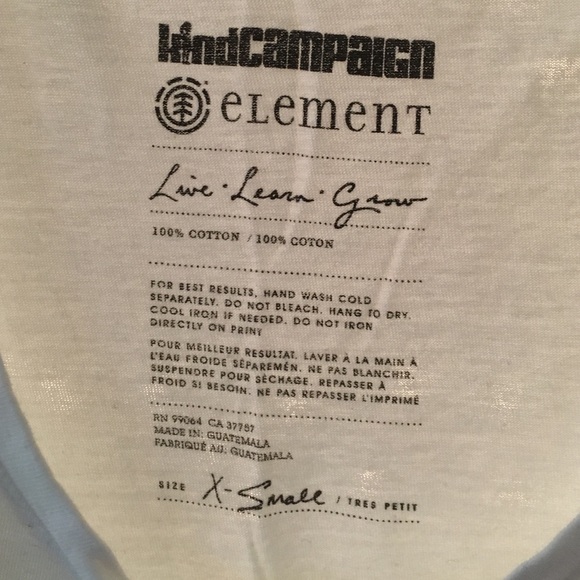 kindcampaign
element
Live · Learn · Grow
100% COTTON / 100% COTON
FOR BEST RESULTS, HAND WASH COLD
SEPARATELY. DO NOT BLEACH. HANG TO DRY.
COOL IRON IF NEEDED. DO NOT IRON
DIRECTLY ON PRINT
POUR MEILLEUR RESULTAT. LAVER À LA MAIN À
L'EAU FROIDE SÉPARÉMEN. NE PAS BLANCHIR.
SUSPENDRE POUR SÉCHAGE. REPASSER À
FROID SI BESOIN. NE PAS REPASSER L'IMPRIMÉ
RN 99064 CA 37757
MADE IN: GUATEMALA
FABRIQUÉ AU: GUATEMALA
SIZE X-Small / TRES PETIT